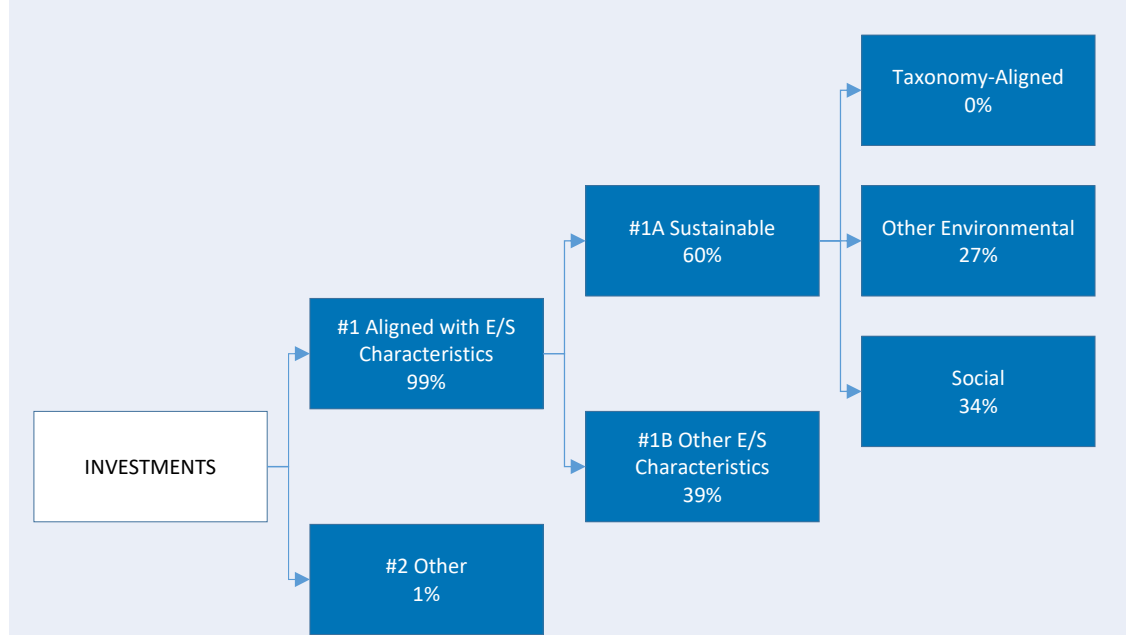 INVESTMENTS
#1 Aligned with E/S
Characteristics
99%
#2 Other
1%
#1A Sustainable
60%
#1B Other E/S
Characteristics
39%
Taxonomy-Aligned
0%
Other Environmental
27%
Social
34%